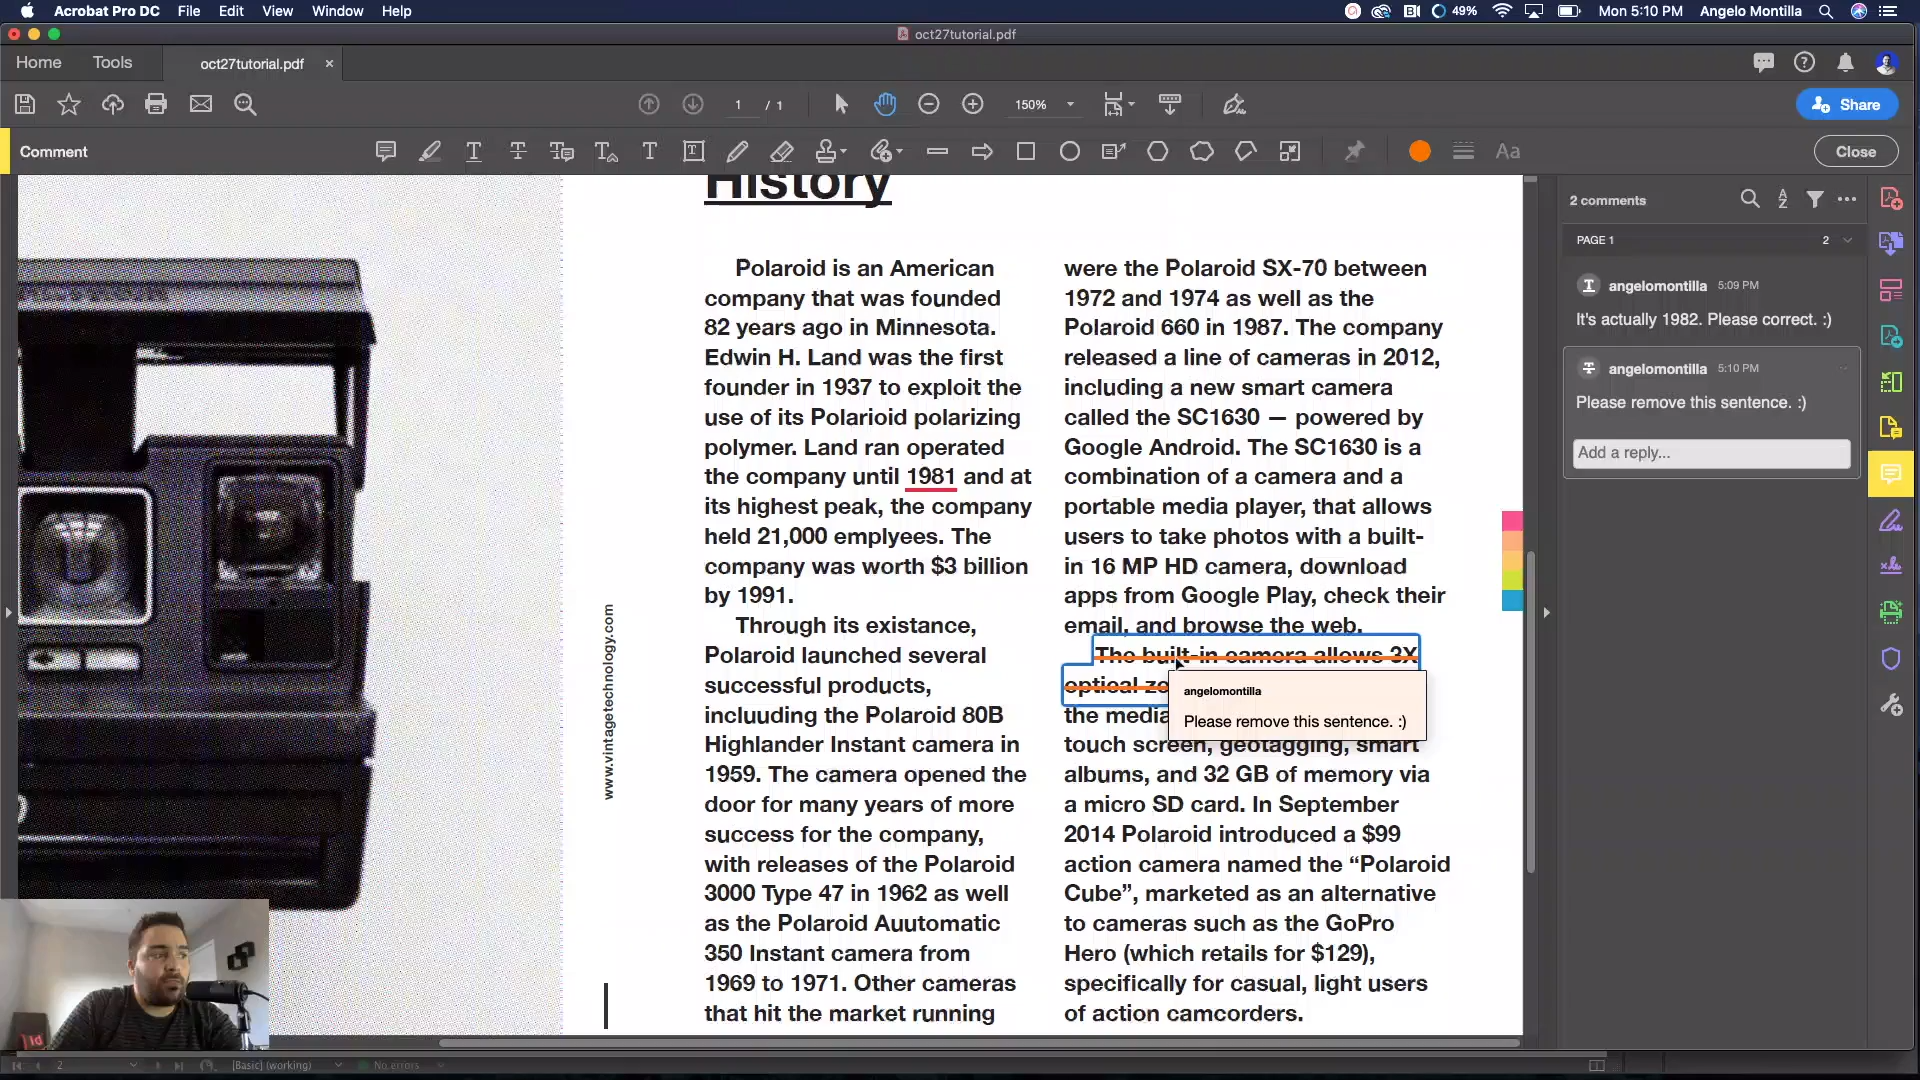 Acrobat Pro DC File Edit View Window Help
49% Mon 5:10 PM Angelo Montilla
oct27tutorial.pdf
Home Tools oct27tutorial.pdf ×
1 / 1 150% Share
Comment Aa Close
History
Polaroid is an American
company that was founded
82 years ago in Minnesota.
Edwin H. Land was the first
founder in 1937 to exploit the
use of its Polarioid polarizing
polymer. Land ran operated
the company until 1981 and at
its highest peak, the company
held 21,000 emplyees. The
company was worth $3 billion
by 1991.
Through its existance,
Polaroid launched several
successful products,
incluuding the Polaroid 80B
Highlander Instant camera in
1959. The camera opened the
door for many years of more
success for the company,
with releases of the Polaroid
3000 Type 47 in 1962 as well
as the Polaroid Auutomatic
350 Instant camera from
1969 to 1971. Other cameras
that hit the market running
were the Polaroid SX-70 between
1972 and 1974 as well as the
Polaroid 660 in 1987. The company
released a line of cameras in 2012,
including a new smart camera
called the SC1630 — powered by
Google Android. The SC1630 is a
combination of a camera and a
portable media player, that allows
users to take photos with a built-
in 16 MP HD camera, download
apps from Google Play, check their
email, and browse the web.
The built-in camera allows 3X
optical
the media
touch screen, geotagging, smart
albums, and 32 GB of memory via
a micro SD card. In September
2014 Polaroid introduced a $99
action camera named the “Polaroid
Cube”, marketed as an alternative
to cameras such as the GoPro
Hero (which retails for $129),
specifically for casual, light users
of action camcorders.
angelomontilla
Please remove this sentence. :)
www.vintagetechnology.com
2 comments
PAGE 1 2
angelomontilla 5:09 PM
It's actually 1982. Please correct. :)
angelomontilla 5:10 PM
Please remove this sentence. :)
Add a reply...
2 [Basic] (working) No errors
Id